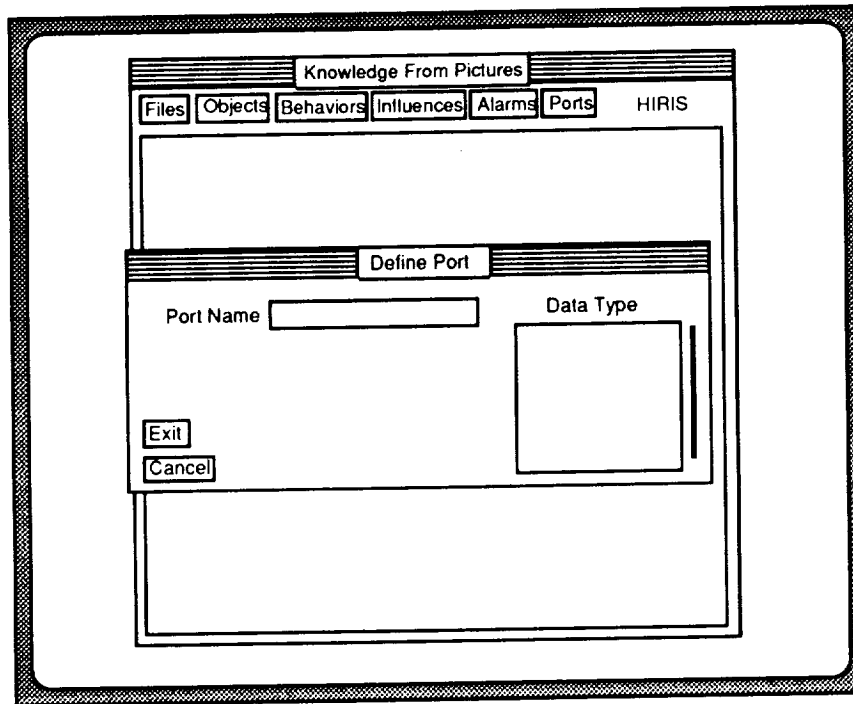 Knowledge From Pictures
Files Objects Behaviors Influences Alarms Ports HIRIS
Define Port
Port Name
Data Type
Exit
Cancel